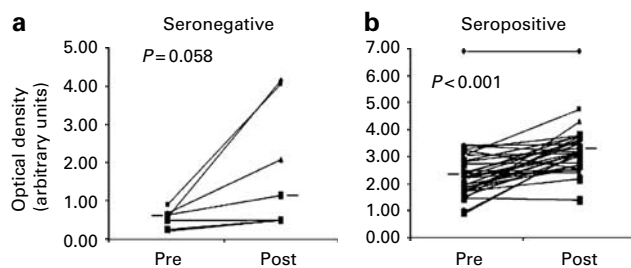 a Seronegative
P=0.058
Optical density
(arbitrary units)
5.00
4.00
3.00
2.00
1.00
0.00
Pre Post
b Seropositive
P<0.001
7.00
6.00
5.00
4.00
3.00
2.00
1.00
0.00
Pre Post